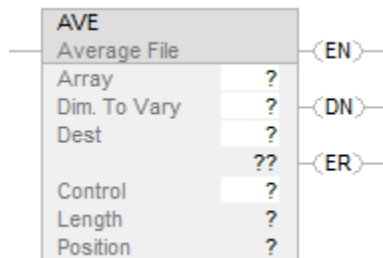 AVE
Average File
(EN)
Array ?
Dim. To Vary ?
(DN)
Dest ?
??
(ER)
Control ?
Length ?
Position ?